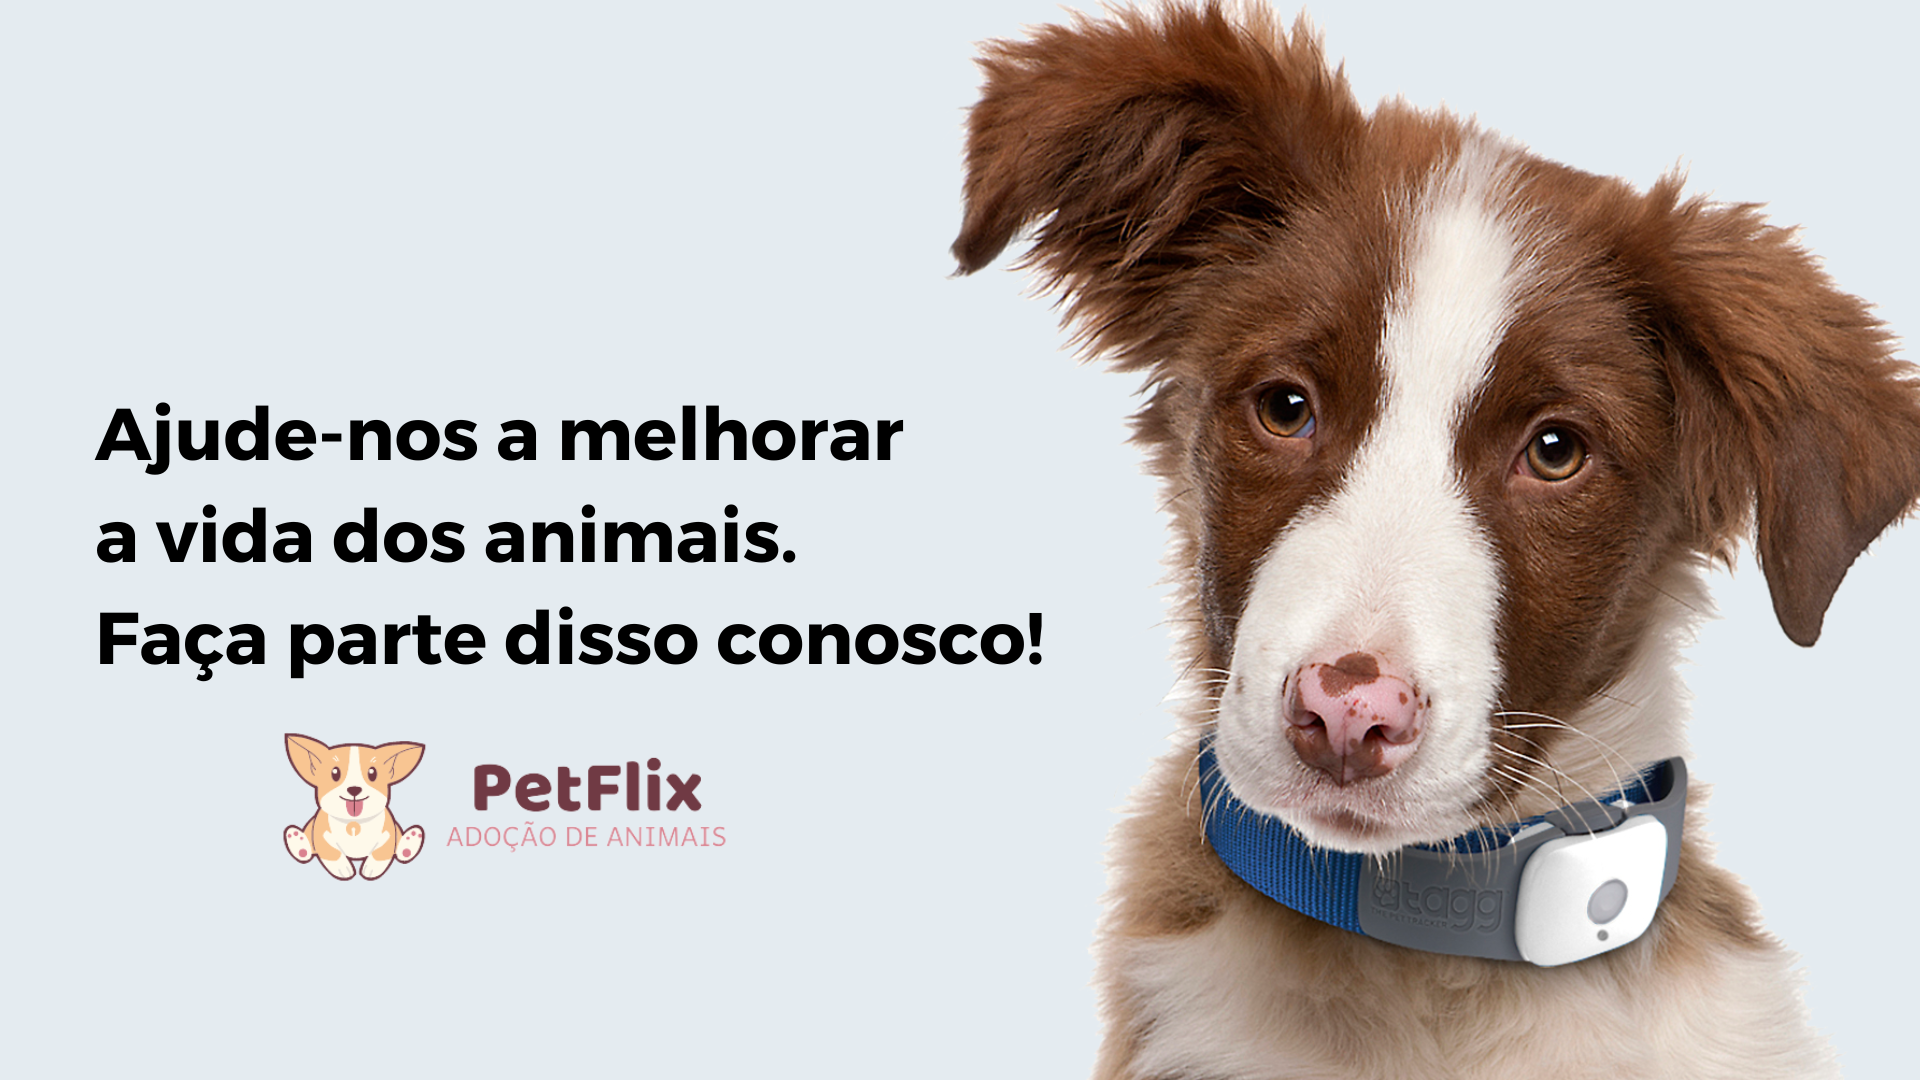 Ajude-nos a melhorar
a vida dos animais.
Faça parte disso conosco!
PetFlix
ADOÇÃO DE ANIMAIS
tagg
THE PET TRACKER